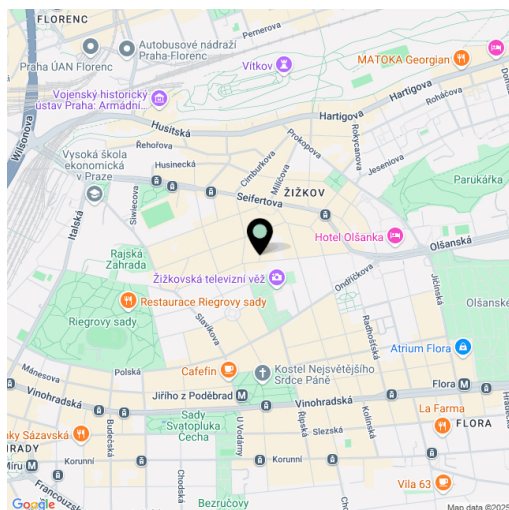 FLORENC
Praha ÚAN Florenc
Autobusové nádraží
Praha-Florenc
Pernerova
Vítkov
MATOKA Georgian
Vojenský historický
ústav Praha: Armádní...
Hartigova
Hartigova
Roháčova
Wilsonova
Husitská
Řehořova
Prokopova
Rokycanova
Jeseniova
Vysoká škola
ekonomická
v Praze
Husinecká
Cimburkova
Milíčova
ŽIŽKOV
Parukářka
Siwiecova
Seifertova
Italská
Hotel Olšanka
Olšanská
Rajská
Zahrada
Žižkovská televizní věž
Ondříčkova
Jičínská
Olšanské
Restaurace Riegrovy sady
Riegrovy sady
Slavíkova
Radhošťská
Atrium Flora
Mánesova
Polská
Cafefin
Kostel Nejsvětějšího
Srdce Páně
Flora
Vinohradská
Jiřího z Poděbrad
Vinohradská
Sady
Svatopluka
Čecha
Budečská
U Vodárny
Řipská
Slezská
Kolínská
La Farma
FLORA
ky Sázavská
HRADY
Míru
Korunní
Korunní
Chodská
Bezručovy
Vila 63
Francouzs
Google
Map data ©2025